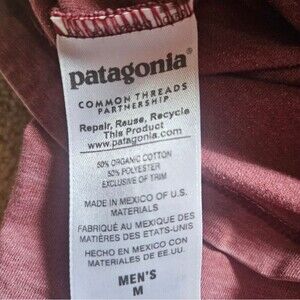 patagonia®
COMMON THREADS
PARTNERSHIP
Repair, Reuse, Recycle
This Product
www.patagonia.com
50% ORGANIC COTTON
50% POLYESTER
EXCLUSIVE OF TRIM
MADE IN MEXICO OF U.S.
MATERIALS
FABRIQUÉ AU MEXIQUE DES
MATIÈRES DES ETATS-UNIS
HECHO EN MEXICO CON
MATERIALES DE EE.UU.
MEN'S
M